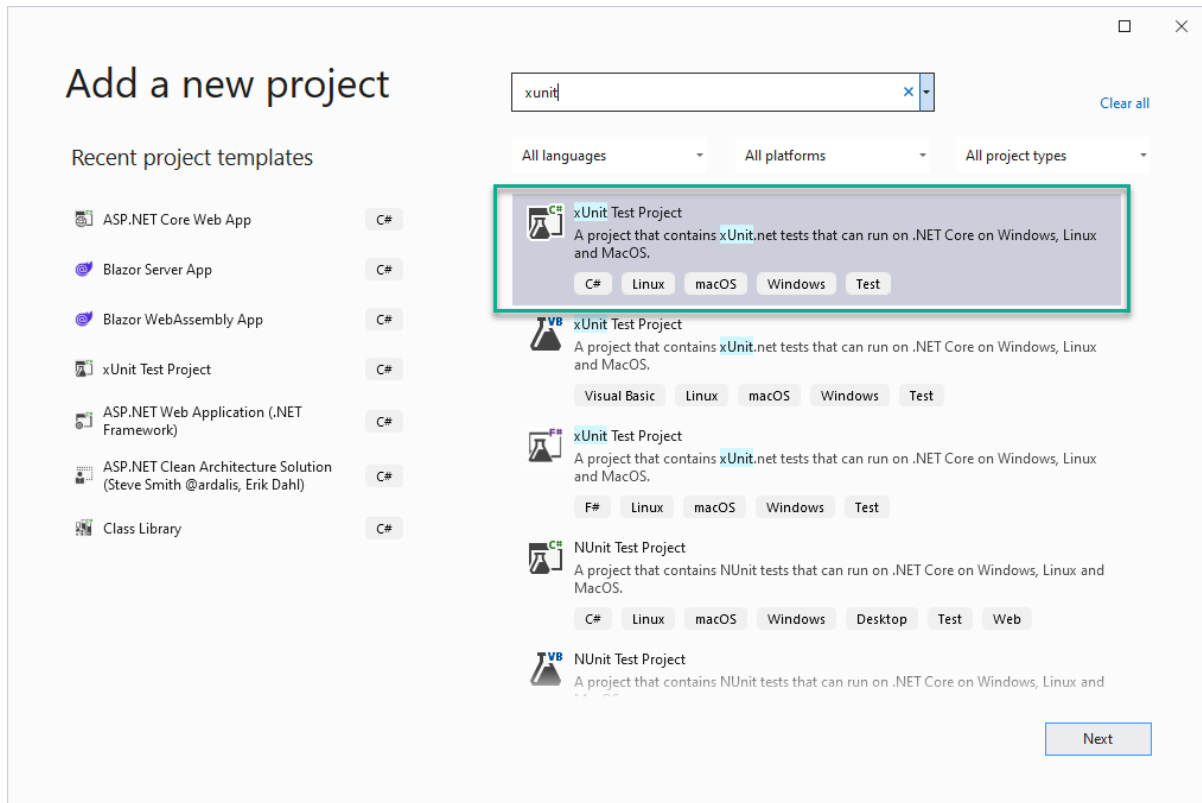 Add a new project
xunit
Clear all
Recent project templates
All languages
All platforms
All project types
ASP.NET Core Web App
C#
Blazor Server App
C#
Blazor WebAssembly App
C#
xUnit Test Project
C#
ASP.NET Web Application (.NET
Framework)
C#
ASP.NET Clean Architecture Solution
(Steve Smith @ardalis, Erik Dahl)
C#
Class Library
C#
C#
xUnit Test Project
A project that contains xUnit.net tests that can run on .NET Core on Windows, Linux
and MacOS.
C# Linux macOS Windows Test
VB
xUnit Test Project
A project that contains xUnit.net tests that can run on .NET Core on Windows, Linux
and MacOS.
Visual Basic Linux macOS Windows Test
F#
xUnit Test Project
A project that contains xUnit.net tests that can run on .NET Core on Windows, Linux
and MacOS.
F# Linux macOS Windows Test
C#
NUnit Test Project
A project that contains NUnit tests that can run on .NET Core on Windows, Linux and
MacOS.
C# Linux macOS Windows Desktop Test Web
VB
NUnit Test Project
A project that contains NUnit tests that can run on .NET Core on Windows, Linux and
Next